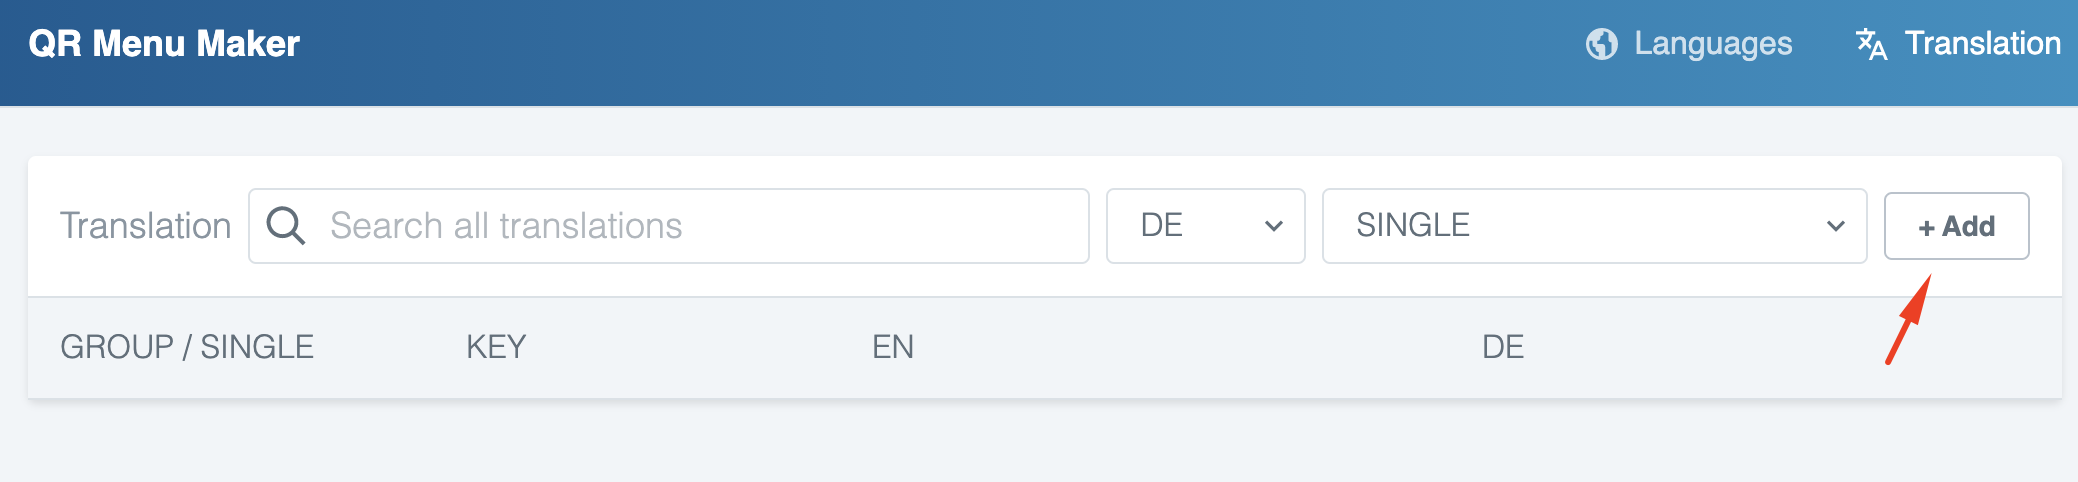 QR Menu Maker Languages Translation
Translation Search all translations DE SINGLE + Add
GROUP / SINGLE KEY EN DE